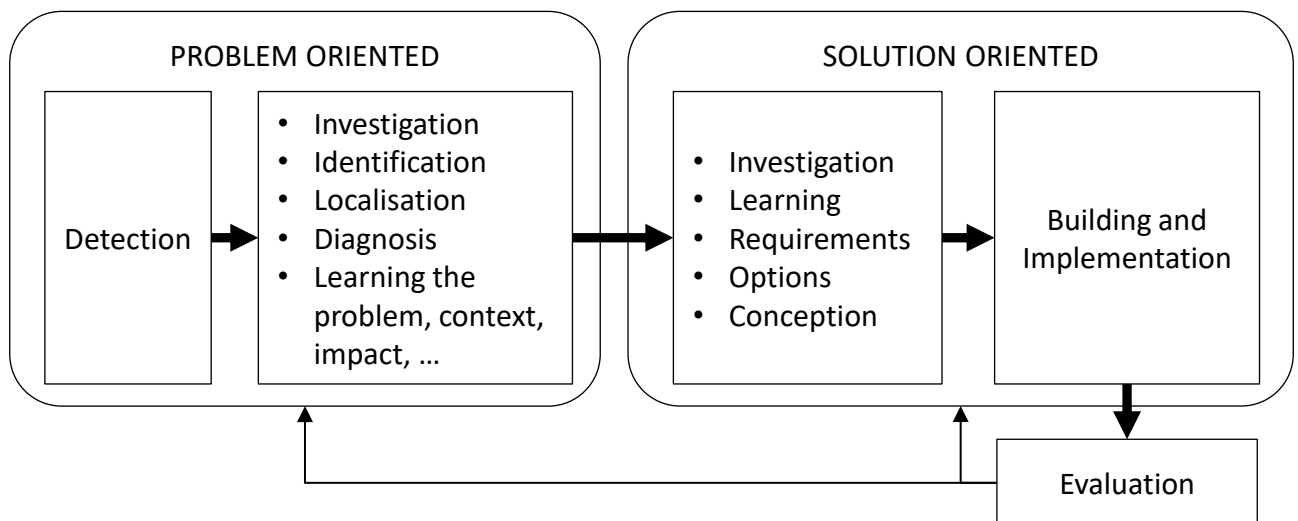 PROBLEM ORIENTED
Detection
• Investigation
• Identification
• Localisation
• Diagnosis
• Learning the
problem, context,
impact, ...
SOLUTION ORIENTED
• Investigation
• Learning
• Requirements
• Options
• Conception
Building and
Implementation
Evaluation